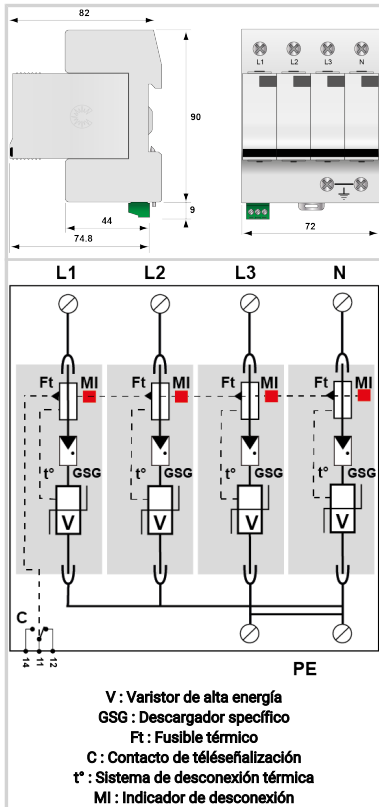 82
L1 L2 L3 N
C
90
9
44
74.8
72
L1 L2 L3 N
Ft MI Ft MI Ft MI Ft MI
t° GSG t° GSG t° GSG t° GSG
V V V V
C
14 11 12
PE
V : Varistor de alta energía
GSG : Descargador específico
Ft : Fusible térmico
C : Contacto de téléseñalización
t° : Sistema de desconexión térmica
MI : Indicador de desconexión